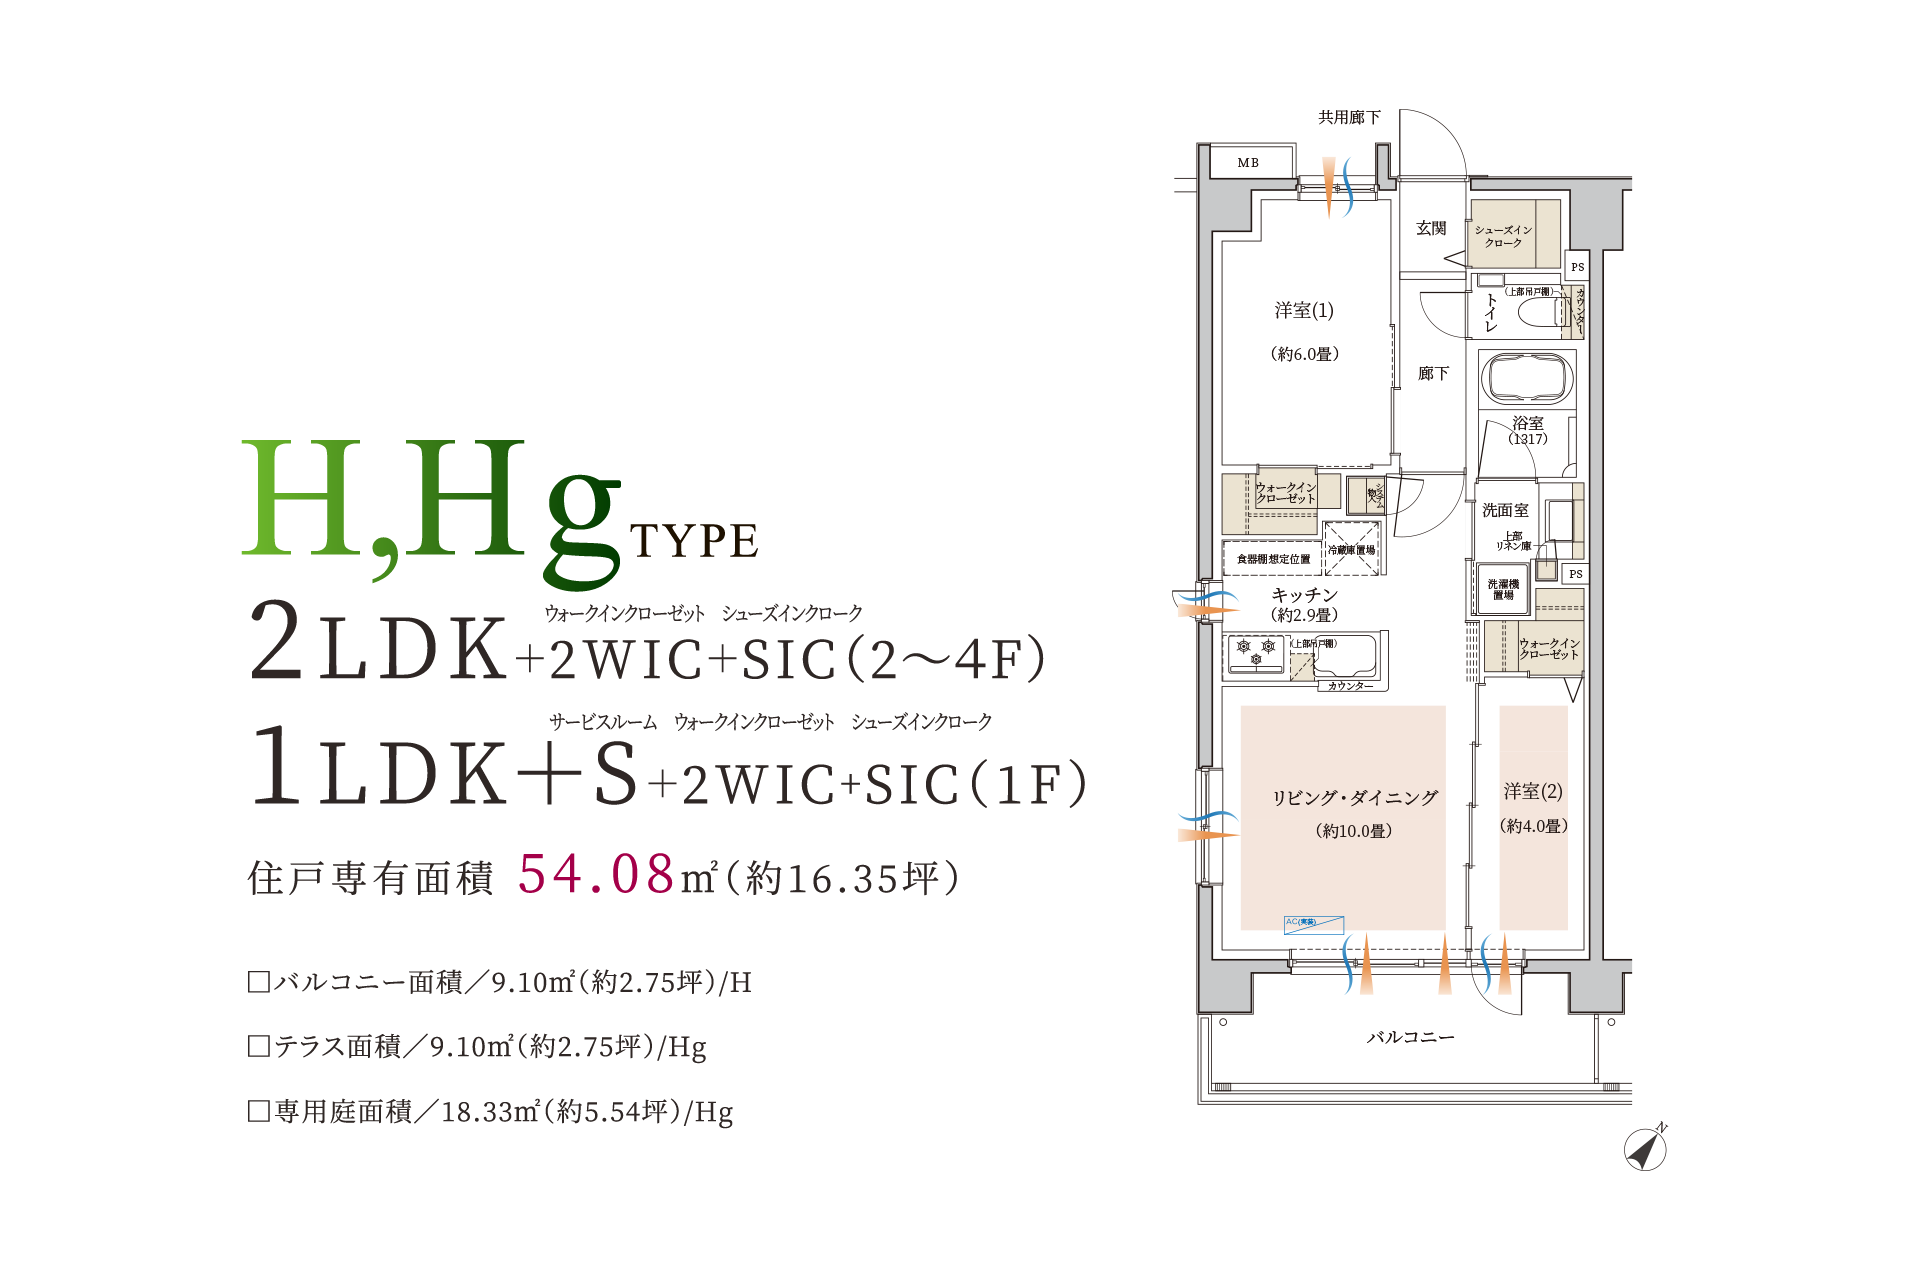 H,Hg TYPE
ウォークインクローゼット シューズインクローク
2LDK+2WIC+SIC(2〜4F)
サービスルーム ウォークインクローゼット シューズインクローク
1LDK+S+2WIC+SIC(1F)
住戸専有面積 54.08㎡(約16.35坪)
□バルコニー面積／9.10㎡(約2.75坪)/H
□テラス面積／9.10㎡(約2.75坪)/Hg
□専用庭面積／18.33㎡(約5.54坪)/Hg
共用廊下
MB
玄関
シューズイン
クローク
PS
洋室(1)
(約6.0畳)
トイレ
(上部吊戸棚)
カウンター
廊下
浴室
(1317)
ウォークイン
クローゼット
システム
物入
洗面室
上部
リネン庫
食器棚想定位置
冷蔵庫置場
PS
洗濯機
置場
キッチン
(約2.9畳)
(上部吊戸棚)
カウンター
ウォークイン
クローゼット
リビング・ダイニング
(約10.0畳)
洋室(2)
(約4.0畳)
AC(実装)
バルコニー
N